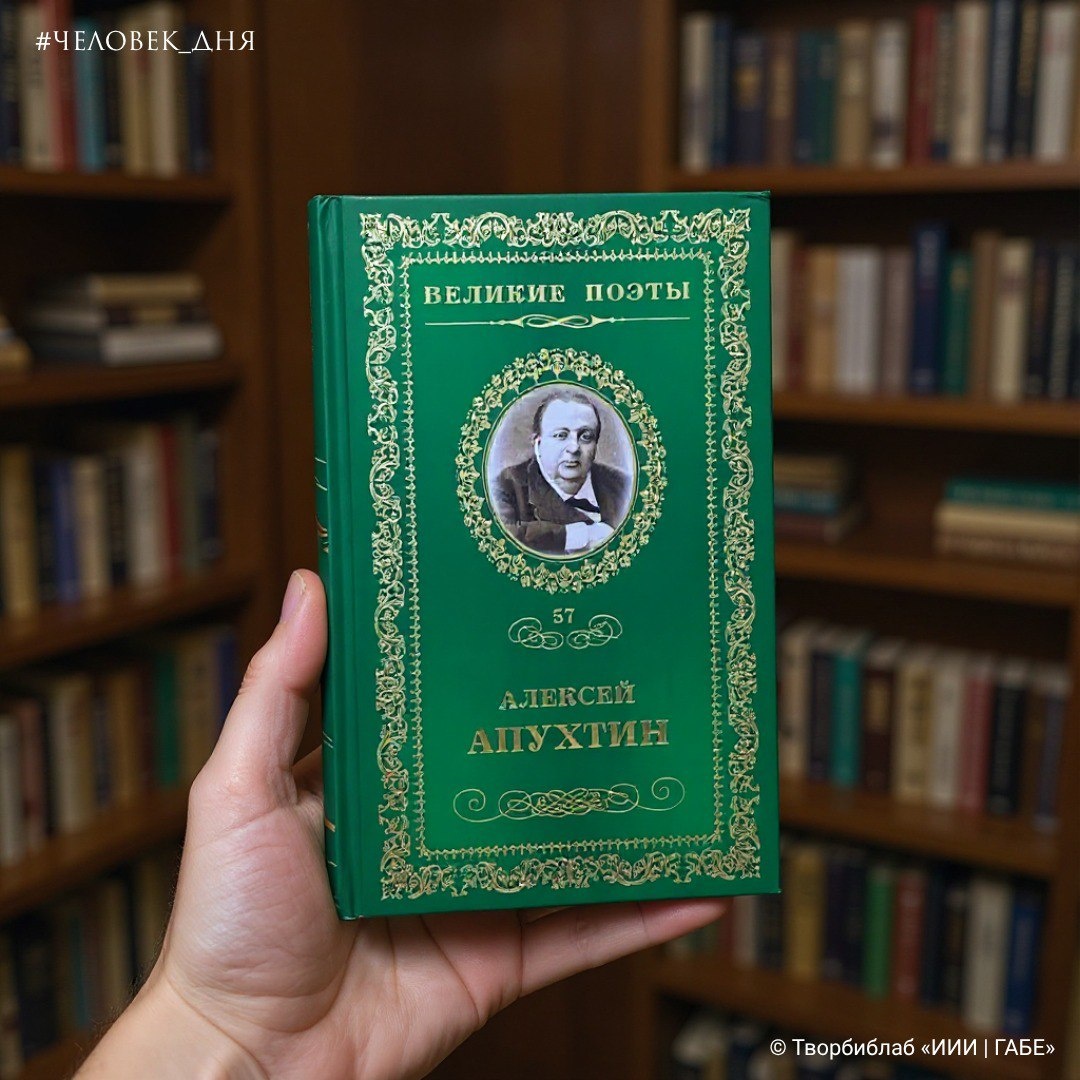 #ЧЕЛОВЕК_ДНЯ
ВЕЛИКИЕ ПОЭТЫ
57
АЛЕКСЕЙ
АПУХТИН
© Творбиблаб «ИИИ | ГАБЕ»